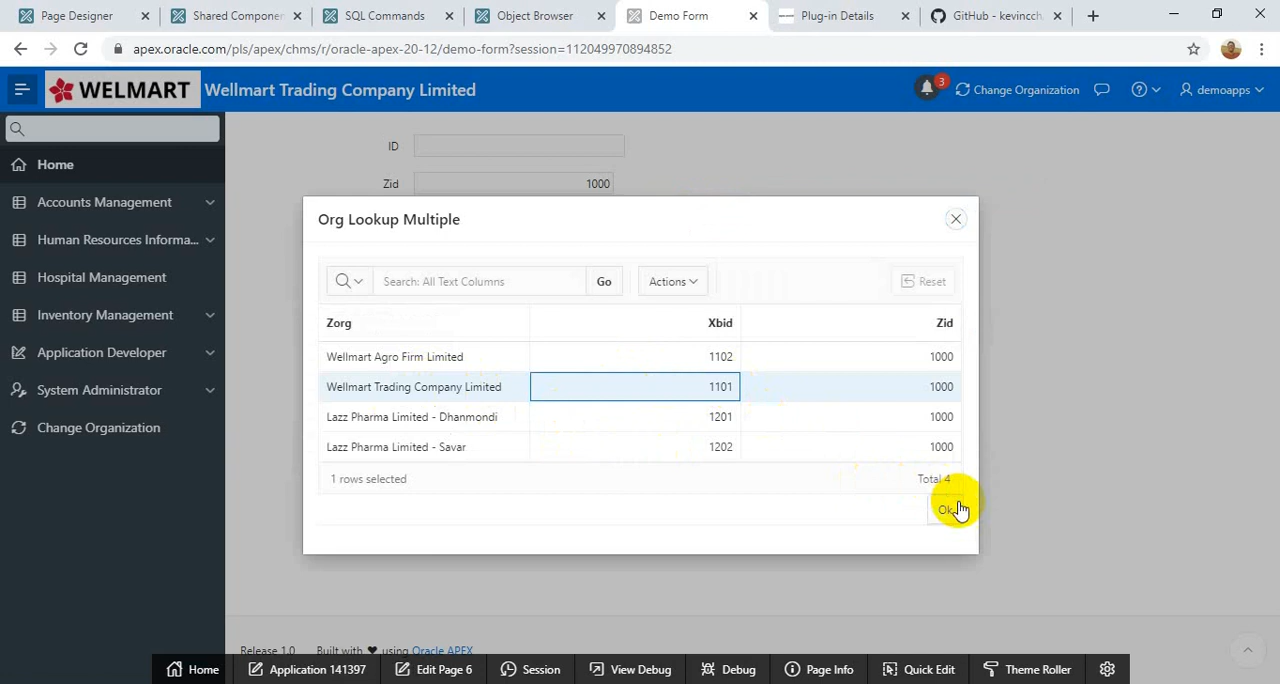 Page Designer
Shared Componen
SQL Commands
Object Browser
Demo Form
Plug-in Details
GitHub - kevincch
apex.oracle.com/pls/apex/chms/r/oracle-apex-20-12/demo-form?session=112049970894852
WELMART
Wellmart Trading Company Limited
3
Change Organization
demoapps
Home
Accounts Management
Human Resources Informa...
Hospital Management
Inventory Management
Application Developer
System Administrator
Change Organization
ID
Zid 1000
Org Lookup Multiple
Search: All Text Columns
Go
Actions
Reset
Zorg Xbid Zid
Wellmart Agro Firm Limited 1102 1000
Wellmart Trading Company Limited 1101 1000
Lazz Pharma Limited - Dhanmondi 1201 1000
Lazz Pharma Limited - Savar 1202 1000
1 rows selected Total 4
Ok
Release 1.0 Built with ♥ using Oracle APEX
Home
Application 141397
Edit Page 6
Session
View Debug
Debug
Page Info
Quick Edit
Theme Roller